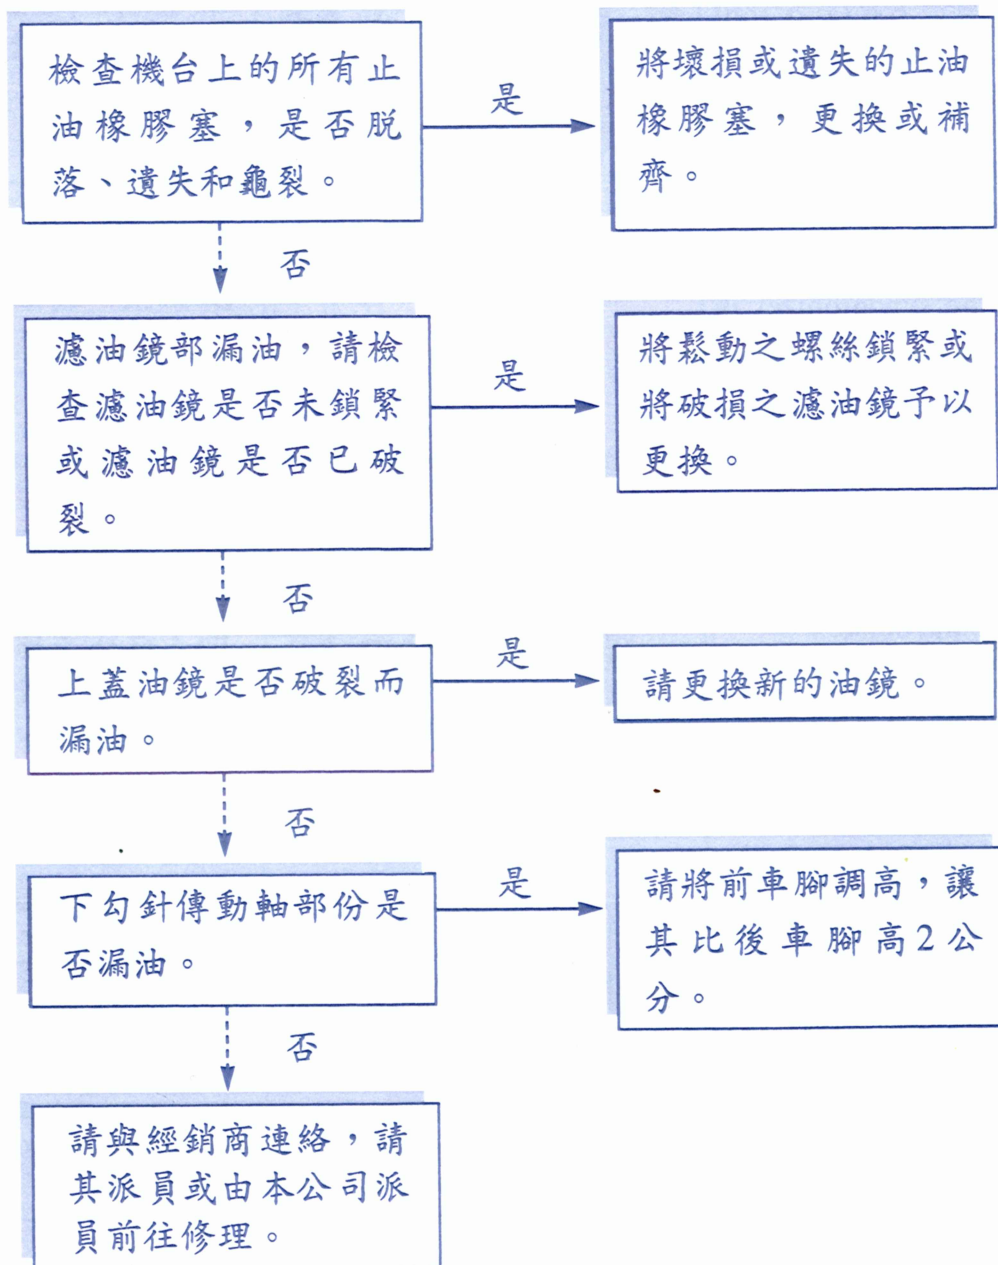 檢查機台上的所有止
油橡膠塞，是否脫
落、遺失和龜裂。
是
將壞損或遺失的止油
橡膠塞，更換或補
齊。
否
濾油鏡部漏油，請檢
查濾油鏡是否未鎖緊
或濾油鏡是否已破
裂。
是
將鬆動之螺絲鎖緊或
將破損之濾油鏡予以
更換。
否
上蓋油鏡是否破裂而
漏油。
是
請更換新的油鏡。
否
下勾針傳動軸部份是
否漏油。
是
請將前車腳調高，讓
其比後車腳高2公
分。
否
請與經銷商連絡，請
其派員或由本公司派
員前往修理。